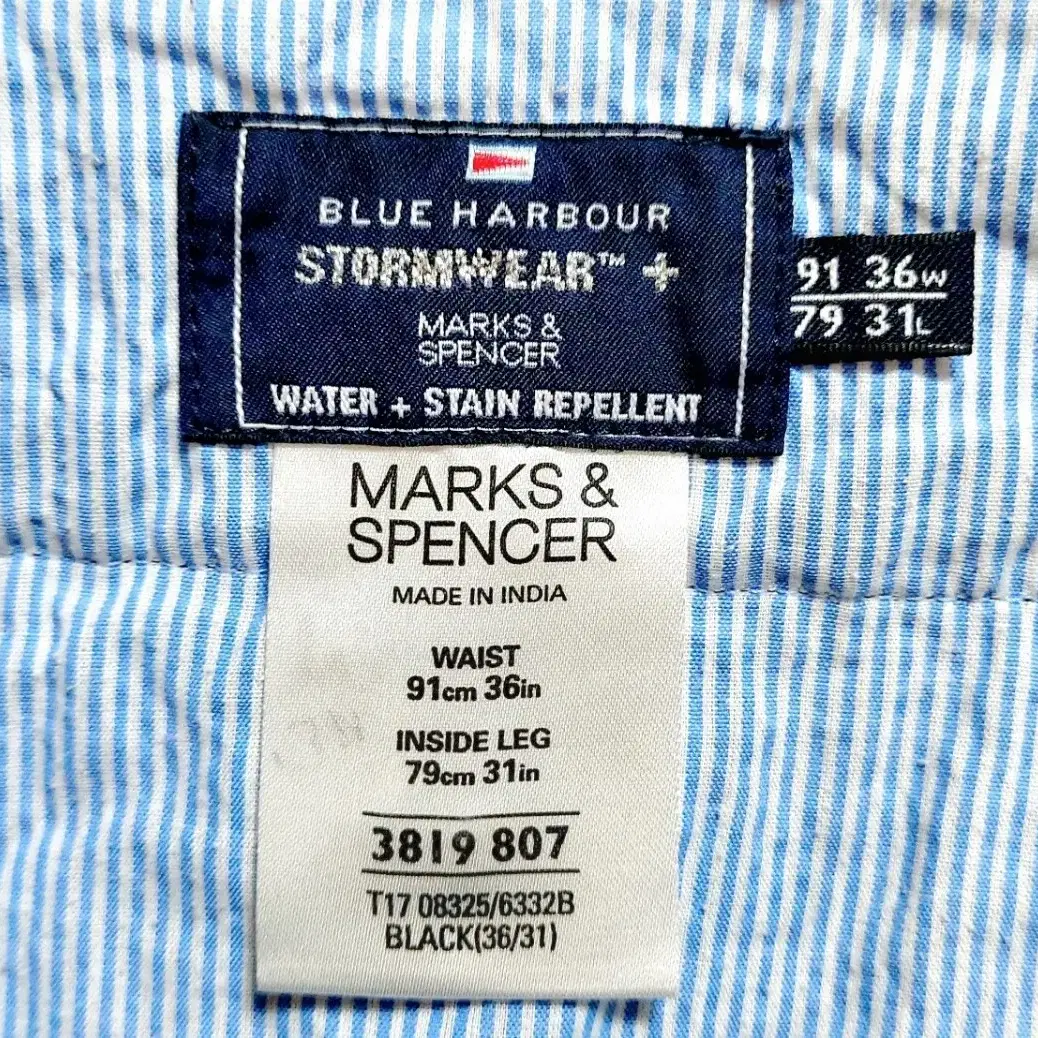 BLUE HARBOUR
STORMWEAR™ +
MARKS &
SPENCER
WATER + STAIN REPELLENT
91 36W
79 31L
MARKS &
SPENCER
MADE IN INDIA
WAIST
91cm 36in
INSIDE LEG
79cm 31in
3819 807
T17 08325/6332B
BLACK(36/31)